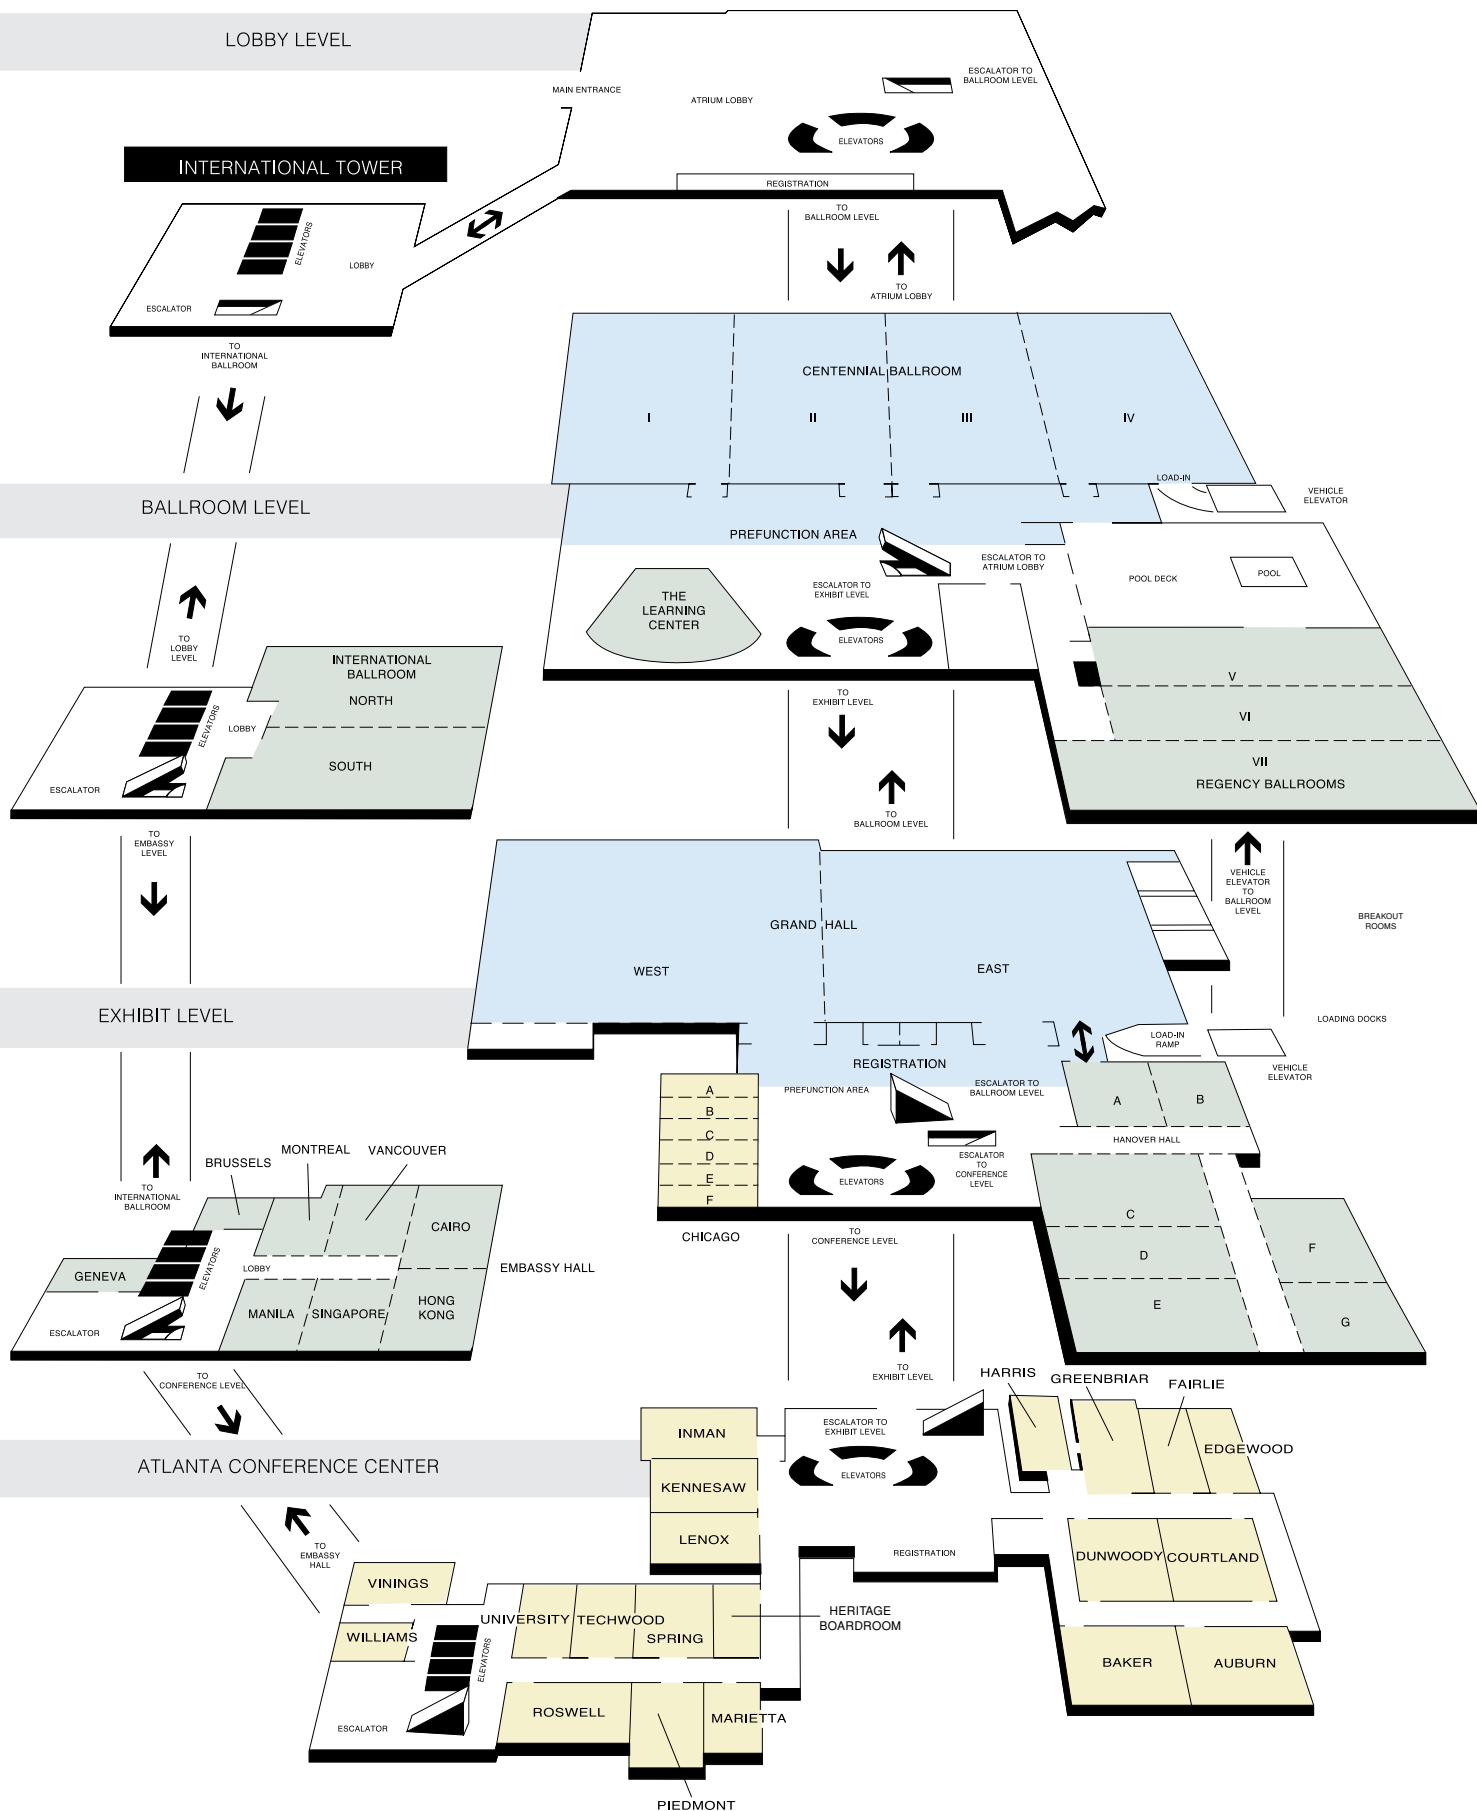 LOBBY LEVEL
MAIN ENTRANCE
ATRIUM LOBBY
ESCALATOR TO
BALLROOM LEVEL
ELEVATORS
REGISTRATION
INTERNATIONAL TOWER
ELEVATORS
LOBBY
ESCALATOR
TO
BALLROOM LEVEL
TO
ATRIUM LOBBY
TO
INTERNATIONAL
BALLROOM
CENTENNIAL BALLROOM
I
II
III
IV
BALLROOM LEVEL
LOAD-IN
VEHICLE
ELEVATOR
PREFUNCTION AREA
ESCALATOR TO
ATRIUM LOBBY
ESCALATOR TO
EXHIBIT LEVEL
ELEVATORS
THE
LEARNING
CENTER
POOL DECK
POOL
V
VI
VII
REGENCY BALLROOMS
TO
LOBBY
LEVEL
INTERNATIONAL
BALLROOM
NORTH
SOUTH
LOBBY
ELEVATORS
ESCALATOR
TO
EXHIBIT LEVEL
TO
BALLROOM LEVEL
TO
EMBASSY
LEVEL
VEHICLE
ELEVATOR
TO
BALLROOM
LEVEL
BREAKOUT
ROOMS
GRAND HALL
WEST
EAST
EXHIBIT LEVEL
LOADING DOCKS
LOAD-IN
RAMP
VEHICLE
ELEVATOR
REGISTRATION
PREFUNCTION AREA
ESCALATOR TO
BALLROOM LEVEL
A
B
C
D
E
F
CHICAGO
ELEVATORS
ESCALATOR
TO
CONFERENCE
LEVEL
A
B
HANOVER HALL
C
D
E
F
G
TO
INTERNATIONAL
BALLROOM
BRUSSELS
MONTREAL
VANCOUVER
CAIRO
EMBASSY HALL
GENEVA
ELEVATORS
LOBBY
MANILA
SINGAPORE
HONG
KONG
ESCALATOR
TO
CONFERENCE LEVEL
TO
EXHIBIT LEVEL
TO
CONFERENCE LEVEL
ATLANTA CONFERENCE CENTER
INMAN
KENNESAW
LENOX
ESCALATOR TO
EXHIBIT LEVEL
ELEVATORS
HARRIS
GREENBRIAR
FAIRLIE
EDGEWOOD
REGISTRATION
DUNWOODY
COURTLAND
BAKER
AUBURN
TO
EMBASSY
HALL
VININGS
WILLIAMS
ELEVATORS
ESCALATOR
UNIVERSITY
TECHWOOD
SPRING
HERITAGE
BOARDROOM
ROSWELL
MARIETTA
PIEDMONT